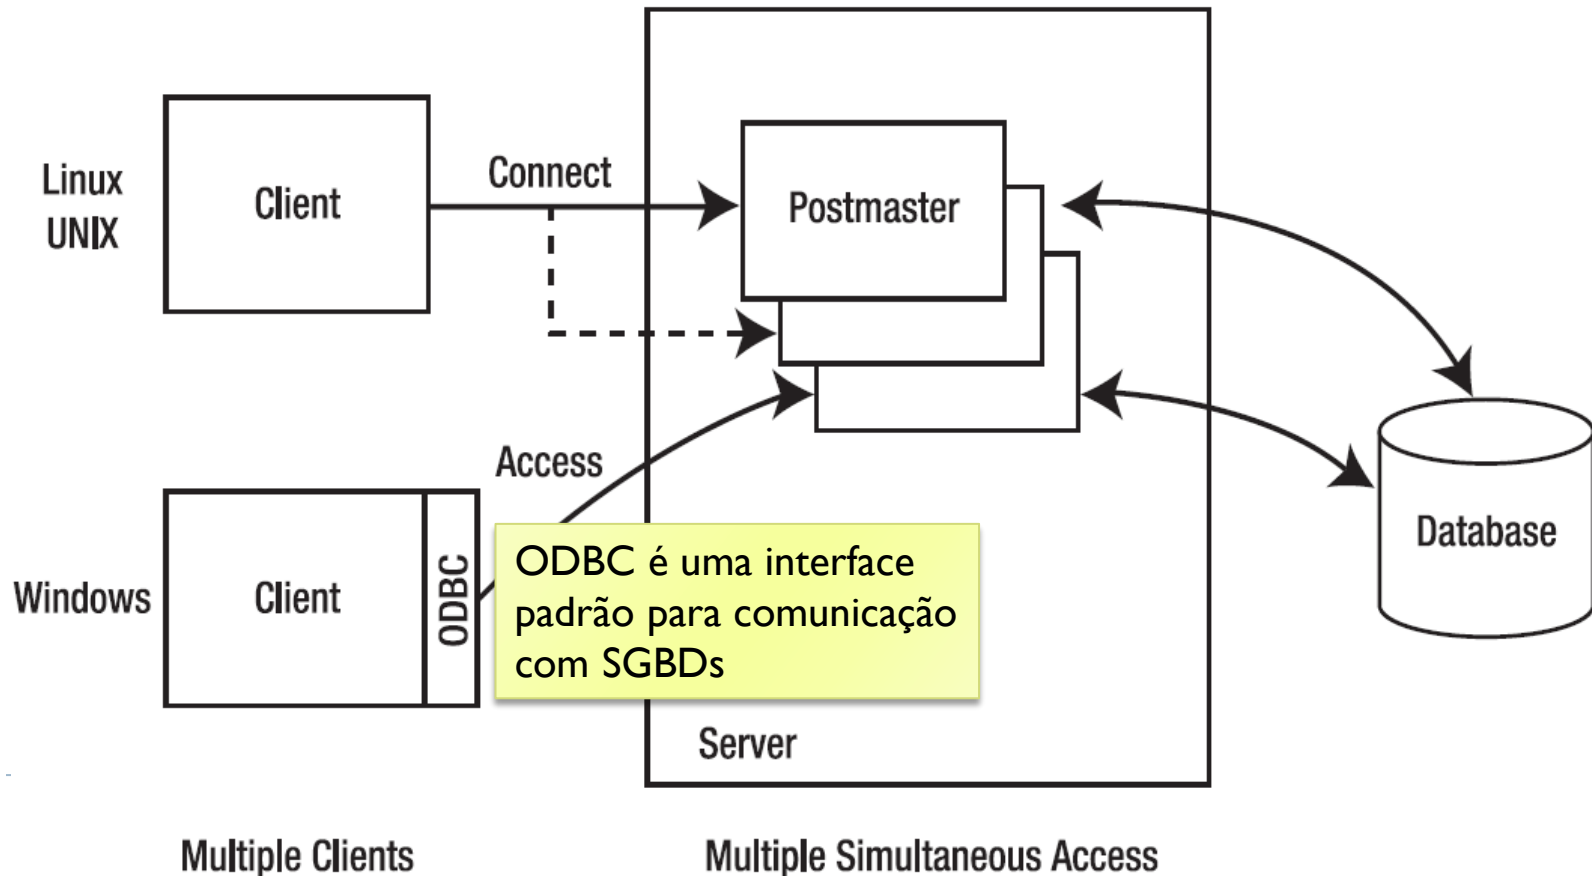 Linux
UNIX
Client
Connect
Postmaster
Access
Windows
Client
ODBC
ODBC é uma interface
padrão para comunicação
com SGBDs
Database
Server
Multiple Clients
Multiple Simultaneous Access